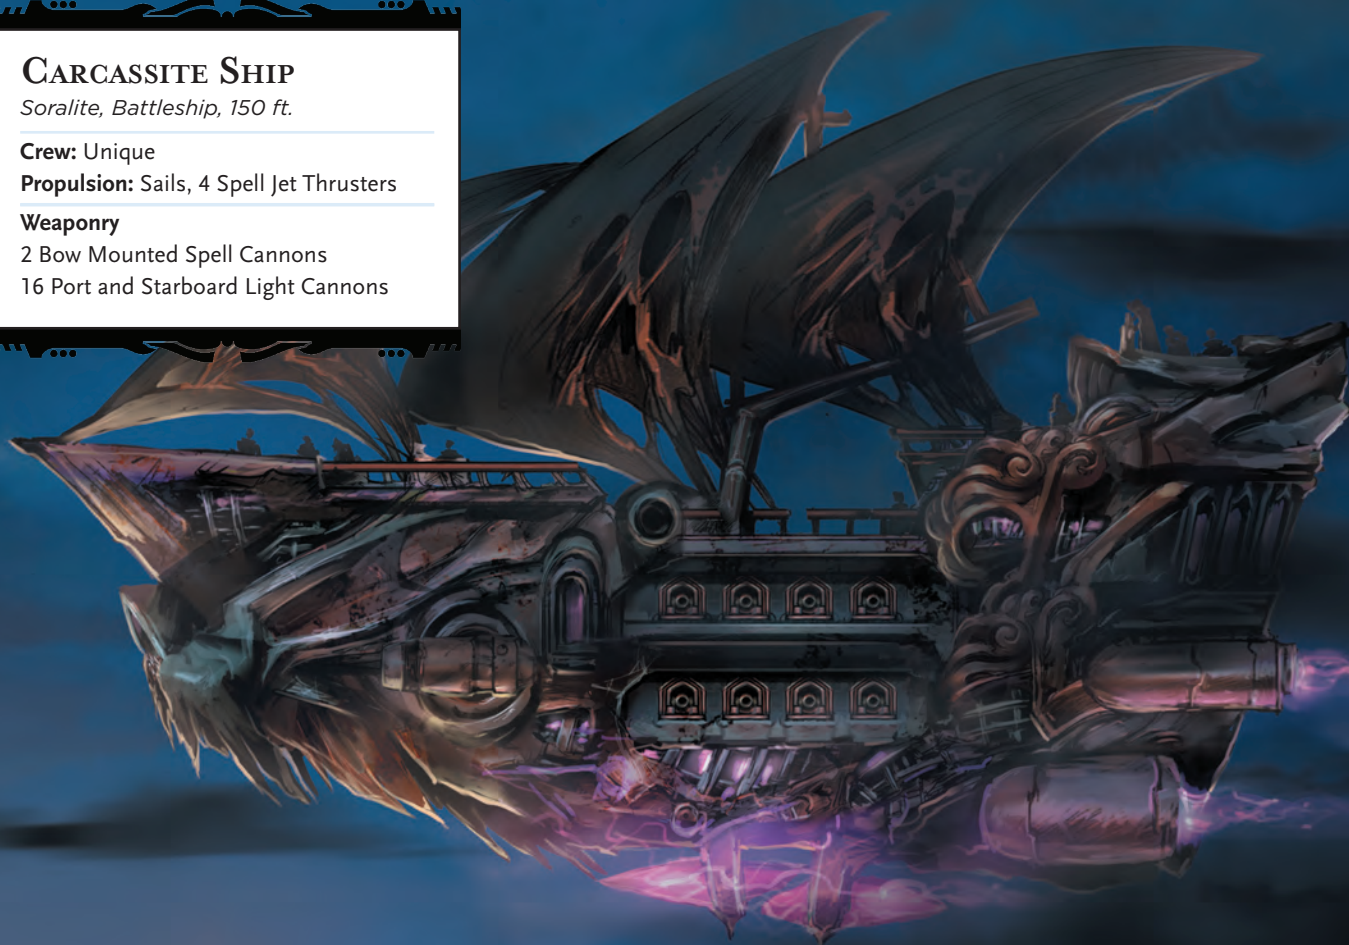 Carcassite Ship
Soralite, Battleship, 150 ft.
Crew: Unique
Propulsion: Sails, 4 Spell Jet Thrusters
Weaponry
2 Bow Mounted Spell Cannons
16 Port and Starboard Light Cannons